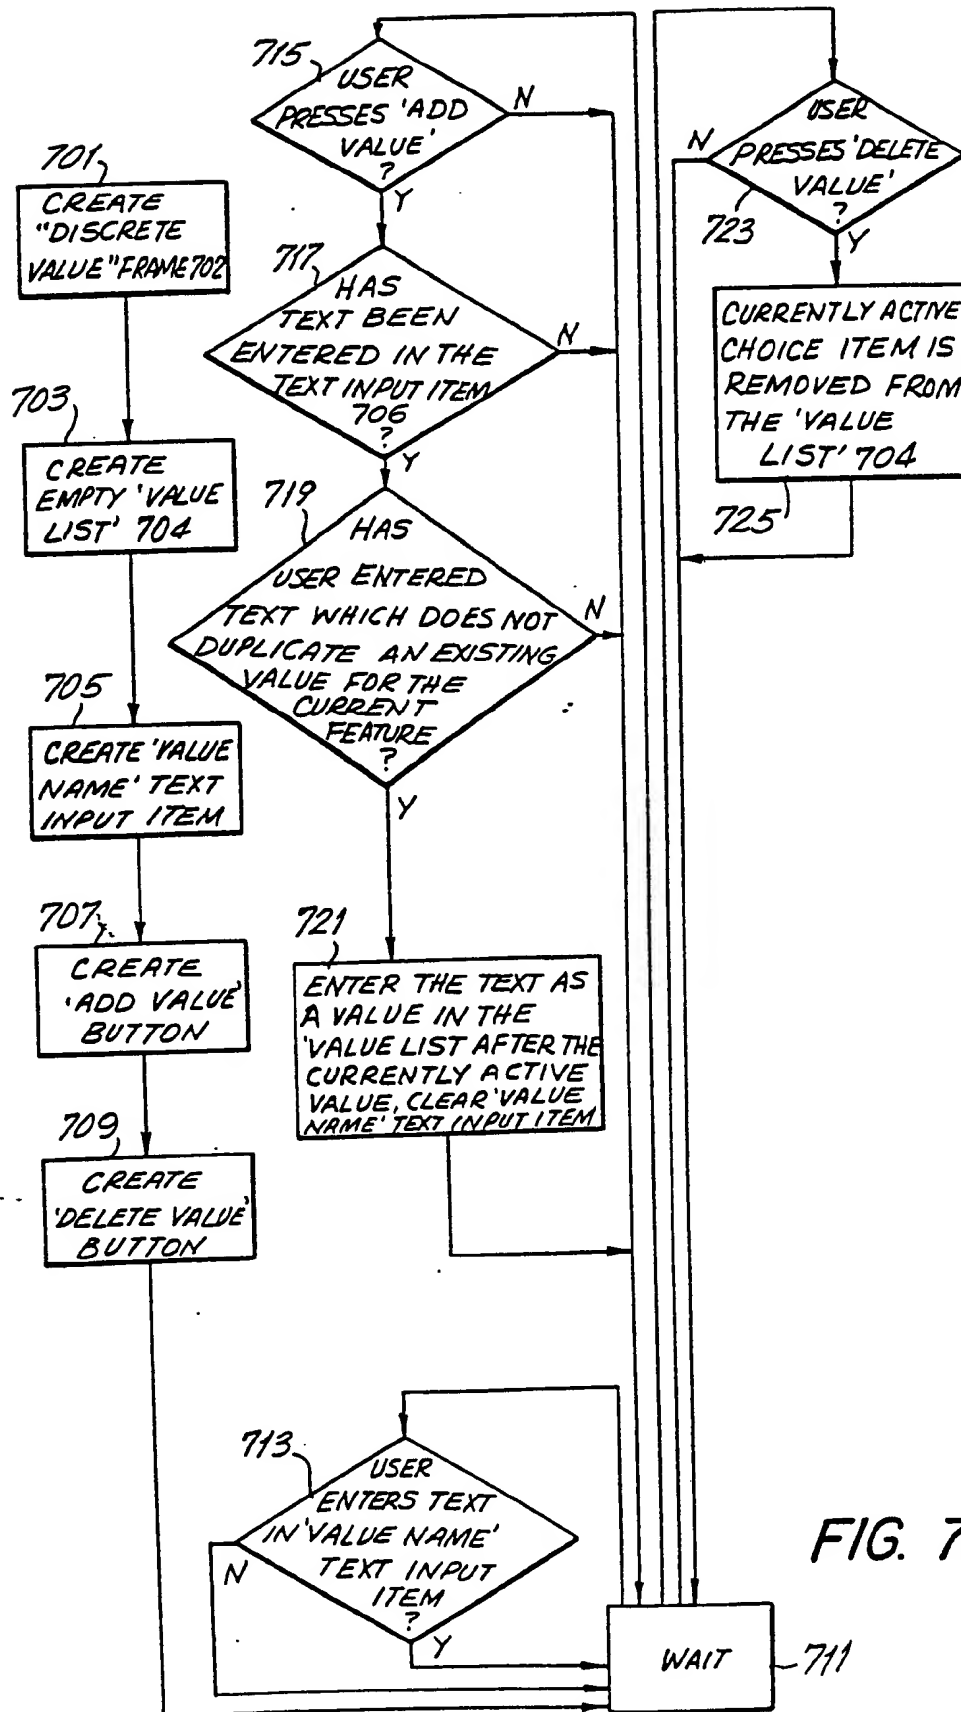 701
CREATE
"DISCRETE
VALUE" FRAME 702
703
CREATE
EMPTY 'VALUE
LIST' 704
705
CREATE 'VALUE
NAME' TEXT
INPUT ITEM
707
CREATE
'ADD VALUE'
BUTTON
709
CREATE
'DELETE VALUE'
BUTTON
715
USER
PRESSES 'ADD
VALUE'
?
N
Y
717
HAS
TEXT BEEN
ENTERED IN THE
TEXT INPUT ITEM
706
?
N
Y
719
HAS
USER ENTERED
TEXT WHICH DOES NOT
DUPLICATE AN EXISTING
VALUE FOR THE
CURRENT
FEATURE
?
N
Y
721
ENTER THE TEXT AS
A VALUE IN THE
'VALUE LIST AFTER THE
CURRENTLY ACTIVE
VALUE, CLEAR 'VALUE
NAME' TEXT INPUT ITEM
713
USER
ENTERS TEXT
IN 'VALUE NAME'
TEXT INPUT
ITEM
?
N
Y
723
USER
PRESSES 'DELETE
VALUE'
?
N
Y
CURRENTLY ACTIVE
CHOICE ITEM IS
REMOVED FROM
THE 'VALUE
LIST' 704
725
WAIT
711
FIG. 7